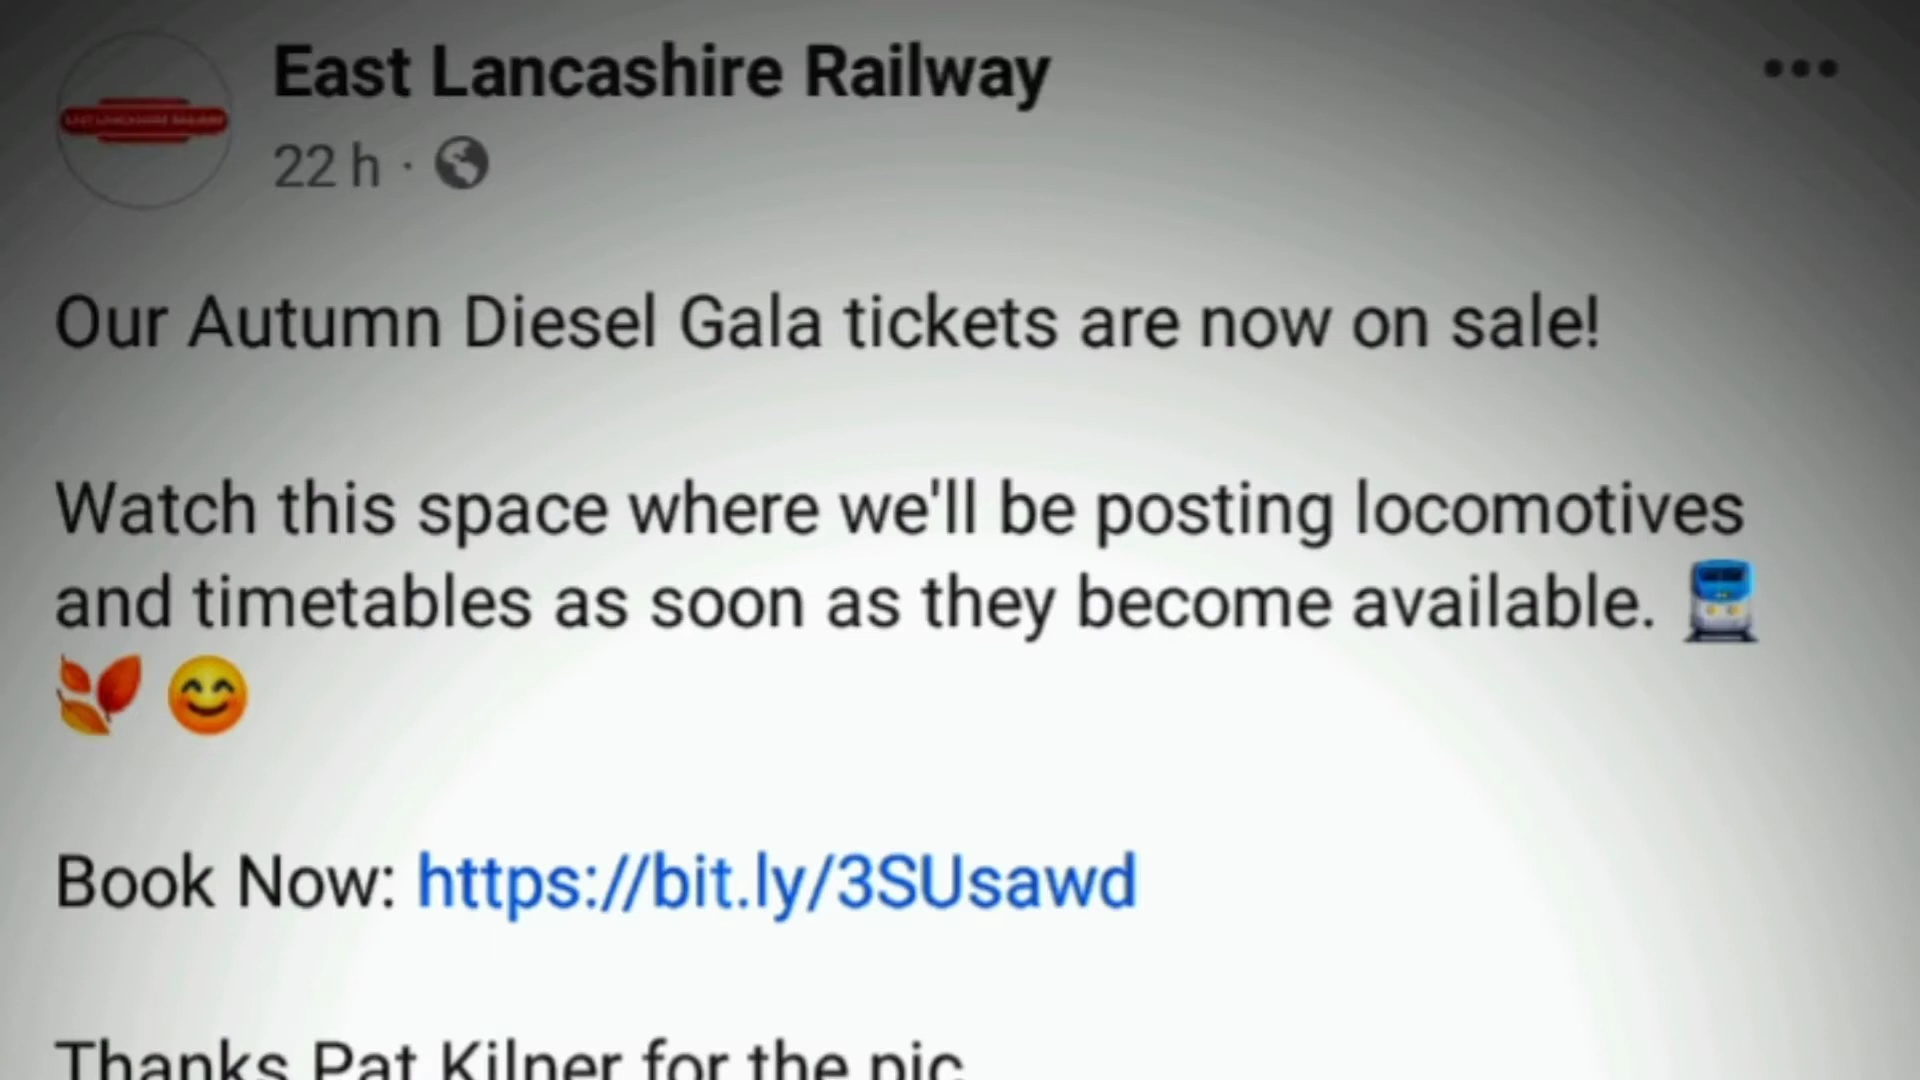 East Lancashire Railway
22 h ·
Our Autumn Diesel Gala tickets are now on sale!
Watch this space where we'll be posting locomotives
and timetables as soon as they become available. 🚆
🍂 😊
Book Now: https://bit.ly/3SUsawd
Thanks Pat Kilner for the pic